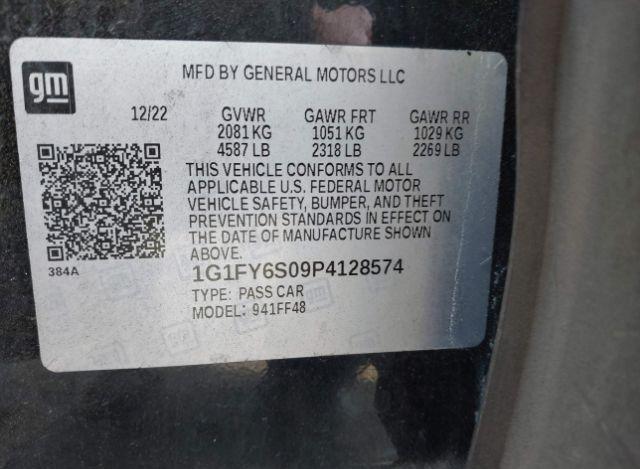 gm
MFD BY GENERAL MOTORS LLC
12/22 GVWR GAWR FRT GAWR RR
2081 KG 1051 KG 1029 KG
4587 LB 2318 LB 2269 LB
THIS VEHICLE CONFORMS TO ALL
APPLICABLE U.S. FEDERAL MOTOR
VEHICLE SAFETY, BUMPER, AND THEFT
PREVENTION STANDARDS IN EFFECT ON
THE DATE OF MANUFACTURE SHOWN
ABOVE.
384A
1G1FY6S09P4128574
TYPE: PASS CAR
MODEL: 941FF48